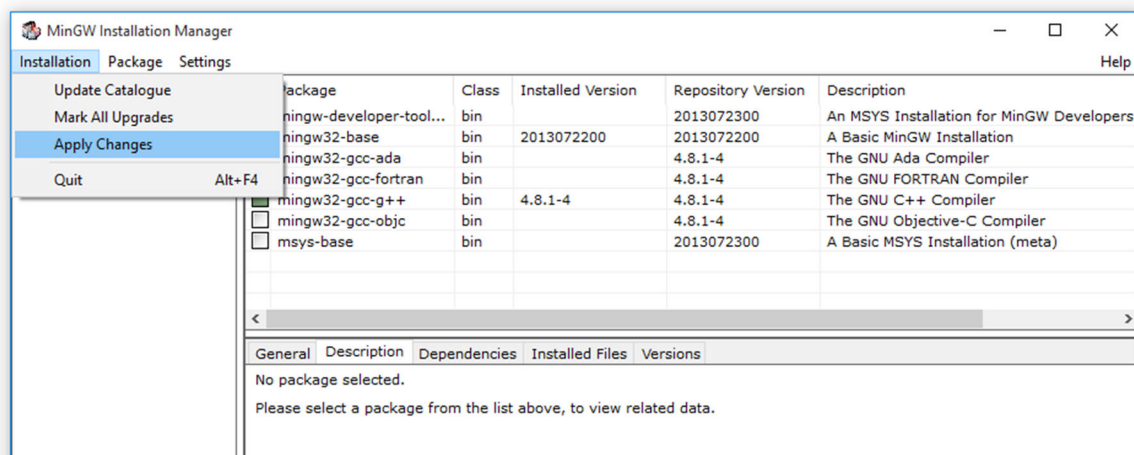 MinGW Installation Manager
Installation Package Settings Help
Update Catalogue
Mark All Upgrades
Apply Changes
Quit Alt+F4
Class Installed Version Repository Version Description
bin 2013072300 An MSYS Installation for MinGW Developers
bin 2013072200 2013072200 A Basic MinGW Installation
mingw32-gcc-ada bin 4.8.1-4 The GNU Ada Compiler
mingw32-gcc-fortran bin 4.8.1-4 The GNU FORTRAN Compiler
mingw32-gcc-g++ bin 4.8.1-4 4.8.1-4 The GNU C++ Compiler
mingw32-gcc-objc bin 4.8.1-4 The GNU Objective-C Compiler
msys-base bin 2013072300 A Basic MSYS Installation (meta)
General Description Dependencies Installed Files Versions
No package selected.
Please select a package from the list above, to view related data.